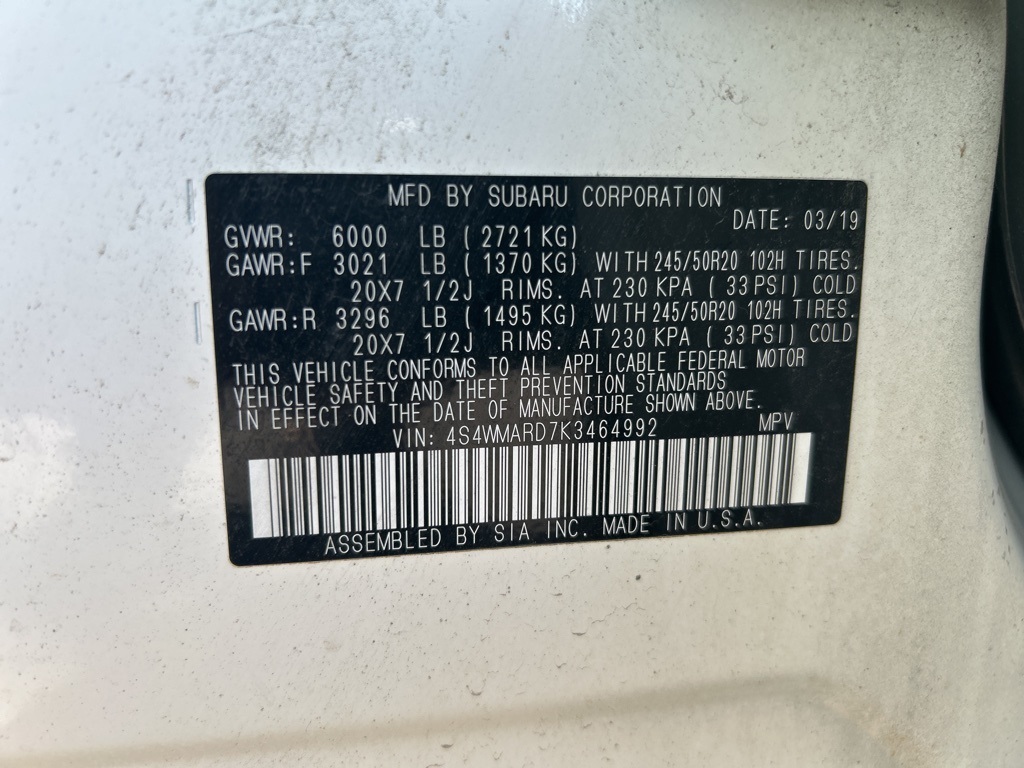 MFD BY SUBARU CORPORATION
DATE: 03/19
GVWR: 6000 LB ( 2721 KG)
GAWR:F 3021 LB ( 1370 KG) WITH 245/50R20 102H TIRES.
20X7 1/2J RIMS. AT 230 KPA ( 33 PSI) COLD
GAWR:R 3296 LB ( 1495 KG) WITH 245/50R20 102H TIRES.
20X7 1/2J RIMS. AT 230 KPA ( 33 PSI) COLD
THIS VEHICLE CONFORMS TO ALL APPLICABLE FEDERAL MOTOR
VEHICLE SAFETY AND THEFT PREVENTION STANDARDS
IN EFFECT ON THE DATE OF MANUFACTURE SHOWN ABOVE.
VIN: 4S4WMARD7K3464992 MPV
ASSEMBLED BY SIA INC. MADE IN U.S.A.